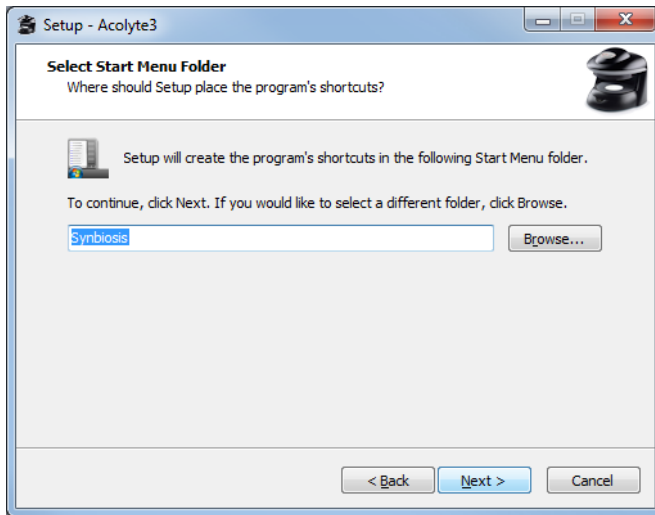 Setup - Acolyte3
Select Start Menu Folder
Where should Setup place the program's shortcuts?
Setup will create the program's shortcuts in the following Start Menu folder.
To continue, click Next. If you would like to select a different folder, click Browse.
Synbiosis
Browse...
< Back
Next >
Cancel